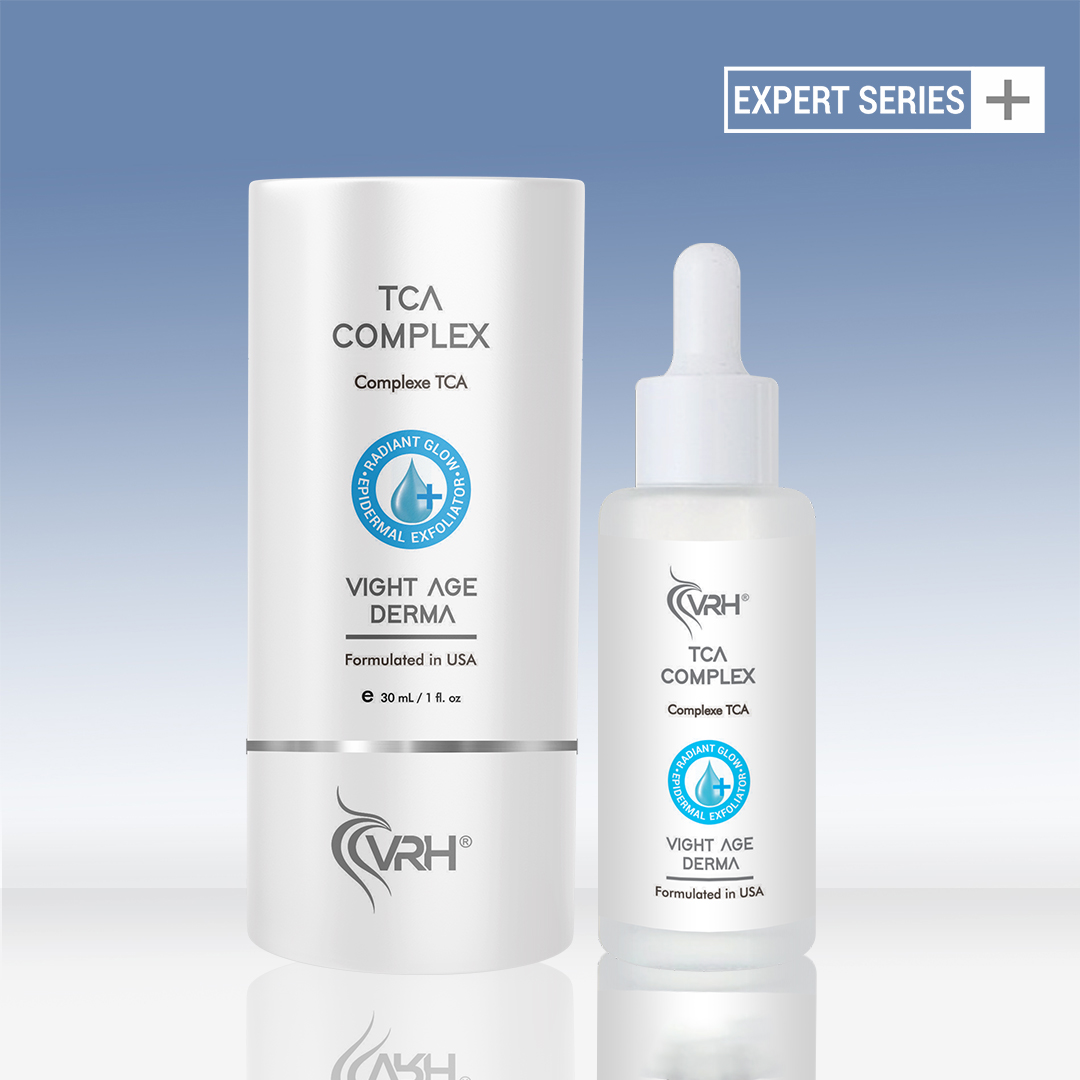 EXPERT SERIES +
TCA
COMPLEX
Complexe TCA
• RADIANT GLOW •
EPIDERMAL EXFOLIATOR
VIGHT AGE
DERMA
Formulated in USA
e 30 mL / 1 fl. oz
VRH®
VRH®
TCA
COMPLEX
Complexe TCA
• RADIANT GLOW •
EPIDERMAL EXFOLIATOR
VIGHT AGE
DERMA
Formulated in USA